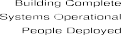 Building Complete
Systems Operational
People Deployed